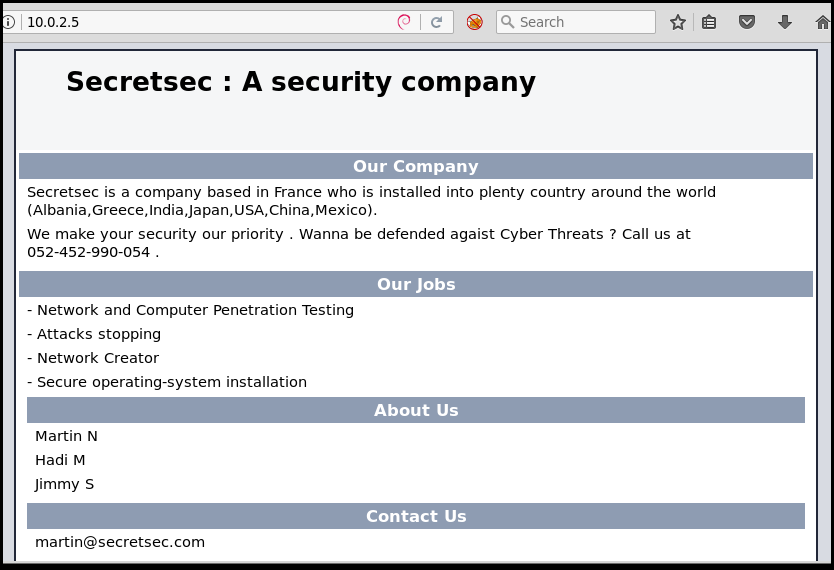 10.0.2.5
Search
Secretsec : A security company
Our Company
Secretsec is a company based in France who is installed into plenty country around the world
(Albania,Greece,India,Japan,USA,China,Mexico).
We make your security our priority . Wanna be defended agaist Cyber Threats ? Call us at
052-452-990-054 .
Our Jobs
- Network and Computer Penetration Testing
- Attacks stopping
- Network Creator
- Secure operating-system installation
About Us
Martin N
Hadi M
Jimmy S
Contact Us
martin@secretsec.com